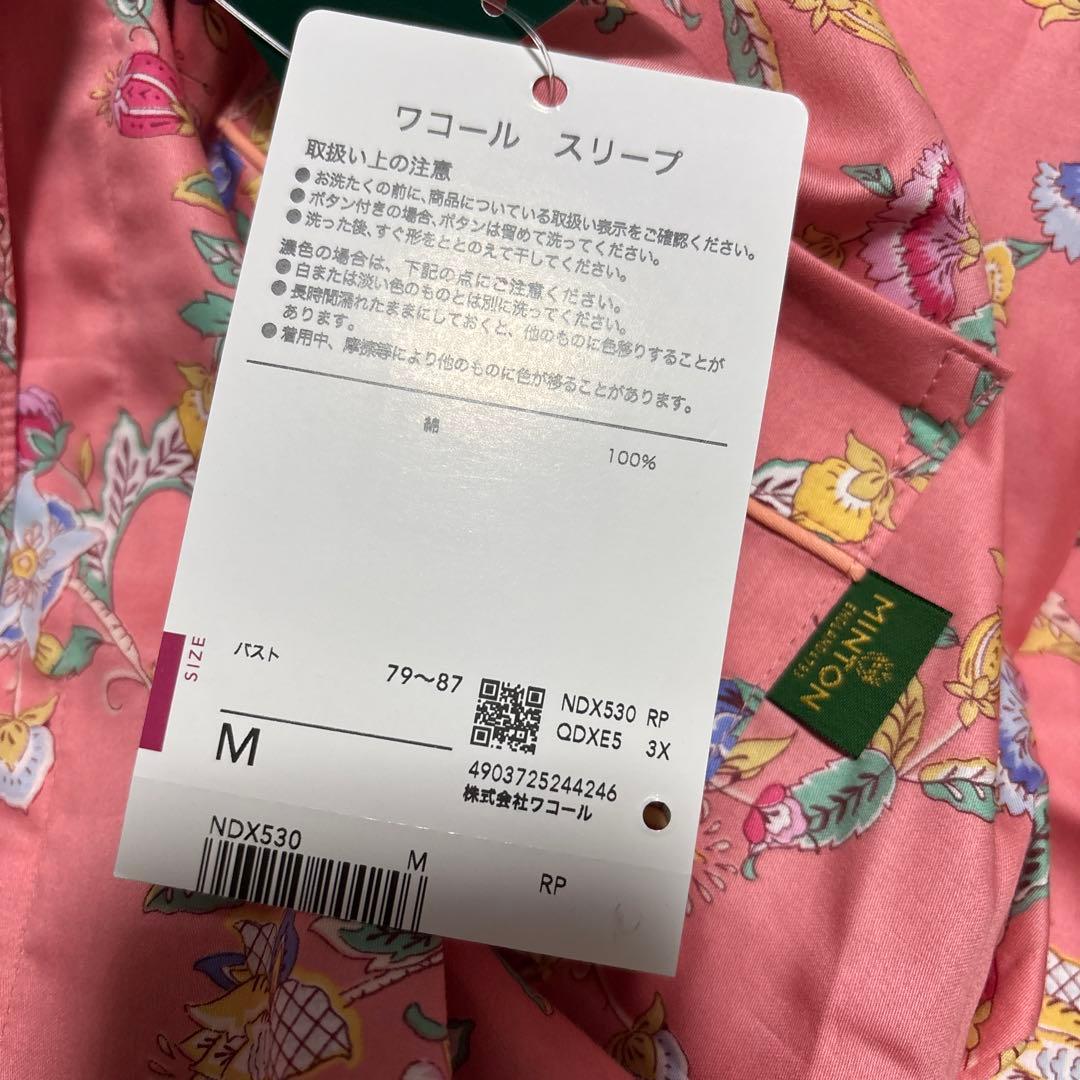 ワコール スリープ
取扱い上の注意
●お洗たくの前に、商品についている取扱い表示をご確認ください。
●ボタン付きの場合、ボタンは留めて洗ってください。
●洗った後、すぐ形をととのえて干してください。
濃色の場合は、下記の点にご注意ください。
●白または淡い色のものとは別に洗ってください。
●長時間濡れたままにしておくと、他のものに色移りすることが
あります。
●着用中、摩擦等により他のものに色が移ることがあります。
綿 100%
SIZE
バスト
79〜87
M
NDX530 RP
QDXE5 3X
4903725244246
株式会社ワコール
NDX530
M
RP
MINTON